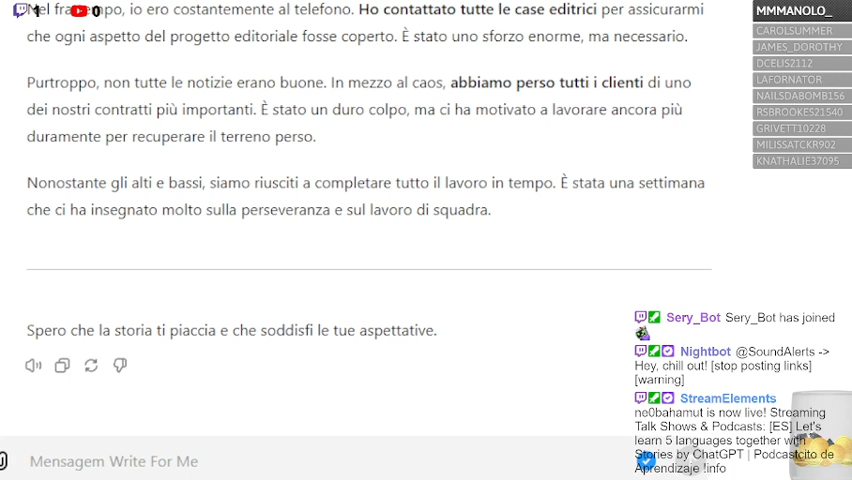 Nel fra empo, io ero costantemente al telefono. Ho contattato tutte le case editrici per assicurarmi
che ogni aspetto del progetto editoriale fosse coperto. È stato uno sforzo enorme, ma necessario.
Purtroppo, non tutte le notizie erano buone. In mezzo al caos, abbiamo perso tutti i clienti di uno
dei nostri contratti più importanti. È stato un duro colpo, ma ci ha motivato a lavorare ancora più
duramente per recuperare il terreno perso.
Nonostante gli alti e bassi, siamo riusciti a completare tutto il lavoro in tempo. È stata una settimana
che ci ha insegnato molto sulla perseveranza e sul lavoro di squadra.
Spero che la storia ti piaccia e che soddisfi le tue aspettative.
Mensagem Write For Me
1
0
MMMANOLO_
CAROLSUMMER
JAMES_DOROTHY
DCELIS2112
LAFORNATOR
NAILSDABOMB156
RSBROOKES21540
GRIVETT10228
MILISSATCKR902
KNATHALIE37095
Sery_Bot Sery_Bot has joined
Nightbot @SoundAlerts ->
Hey, chill out! [stop posting links]
[warning]
StreamElements
ne0bahamut is now live! Streaming
Talk Shows & Podcasts: [ES] Let's
learn 5 languages together with
Stories by ChatGPT | Podcastcito de
Aprendizaje !info